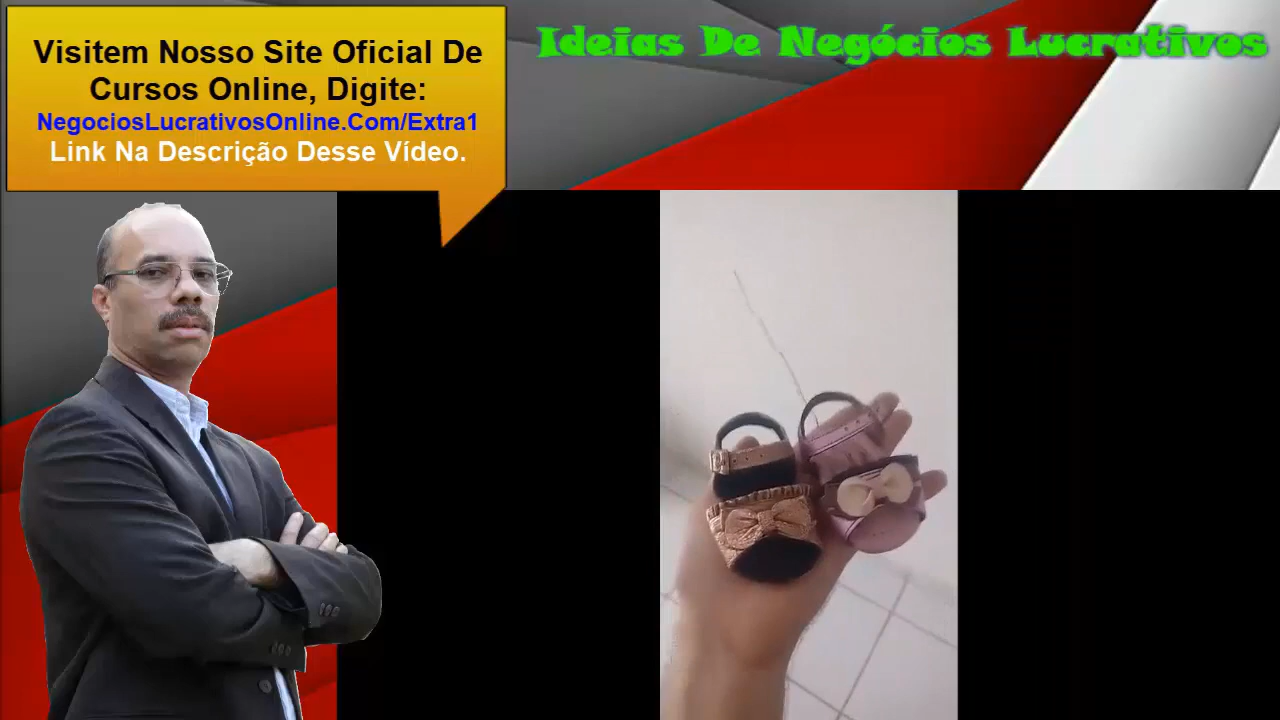 Visitem Nosso Site Oficial De
Cursos Online, Digite:
NegociosLucrativosOnline.Com/Extra1
Link Na Descrição Desse Vídeo.
Ideias De Negócios Lucrativos